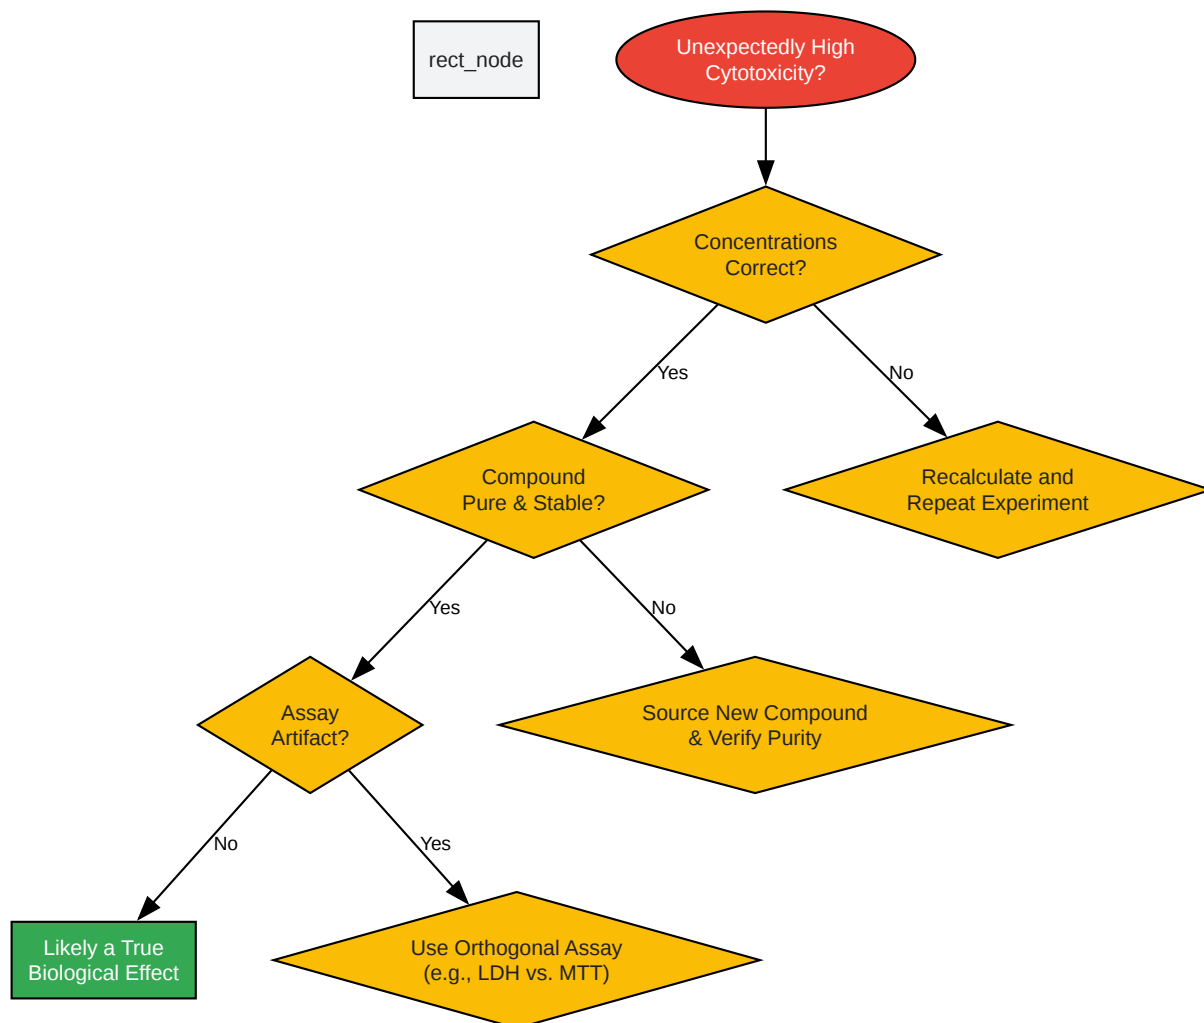 rect_node
Unexpectedly High
Cytotoxicity?
Concentrations
Correct?
Yes
No
Compound
Pure & Stable?
Recalculate and
Repeat Experiment
Yes
No
Assay
Artifact?
Source New Compound
& Verify Purity
No
Yes
Likely a True
Biological Effect
Use Orthogonal Assay
(e.g., LDH vs. MTT)